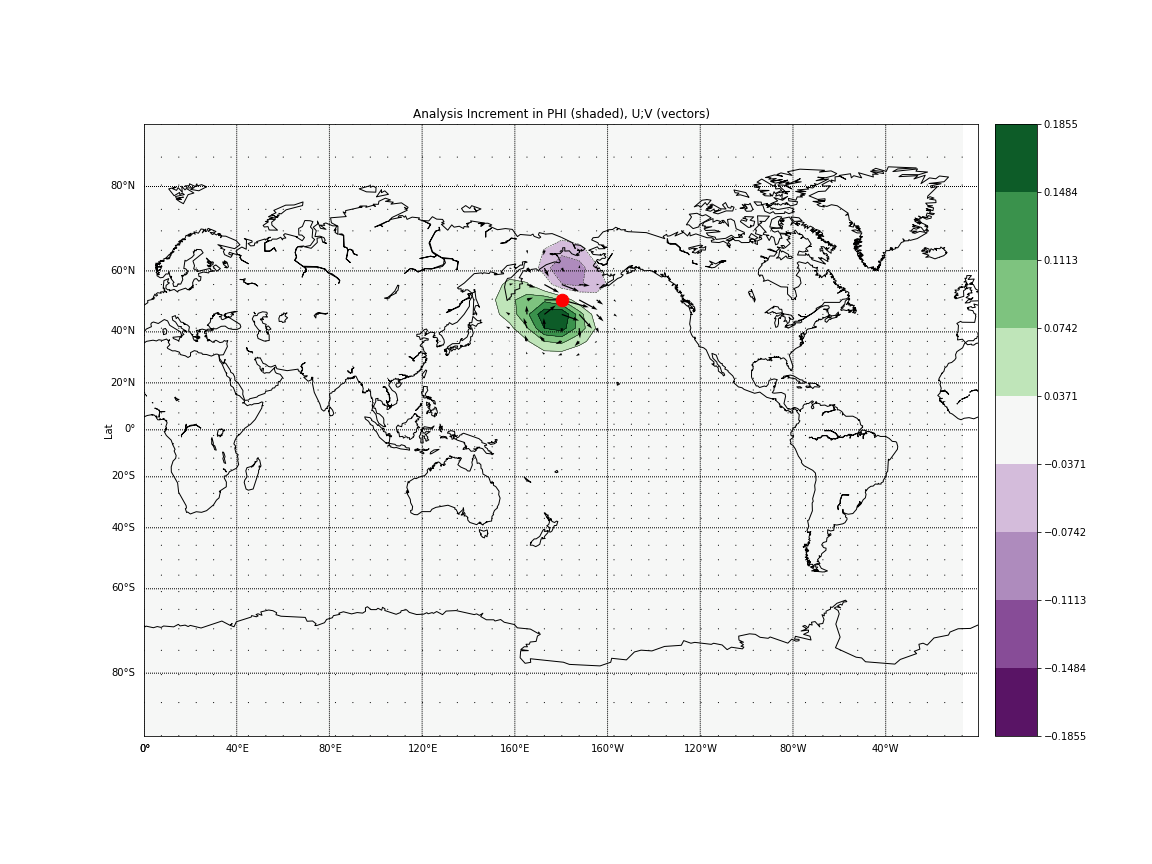 Analysis Increment in PHI (shaded), U;V (vectors)
0.1855
0.1484
0.1113
0.0742
0.0371
−0.0371
−0.0742
−0.1113
−0.1484
−0.1855
80°N
60°N
40°N
20°N
0°
20°S
40°S
60°S
80°S
Lat
0° 40°E 80°E 120°E 160°E 160°W 120°W 80°W 40°W